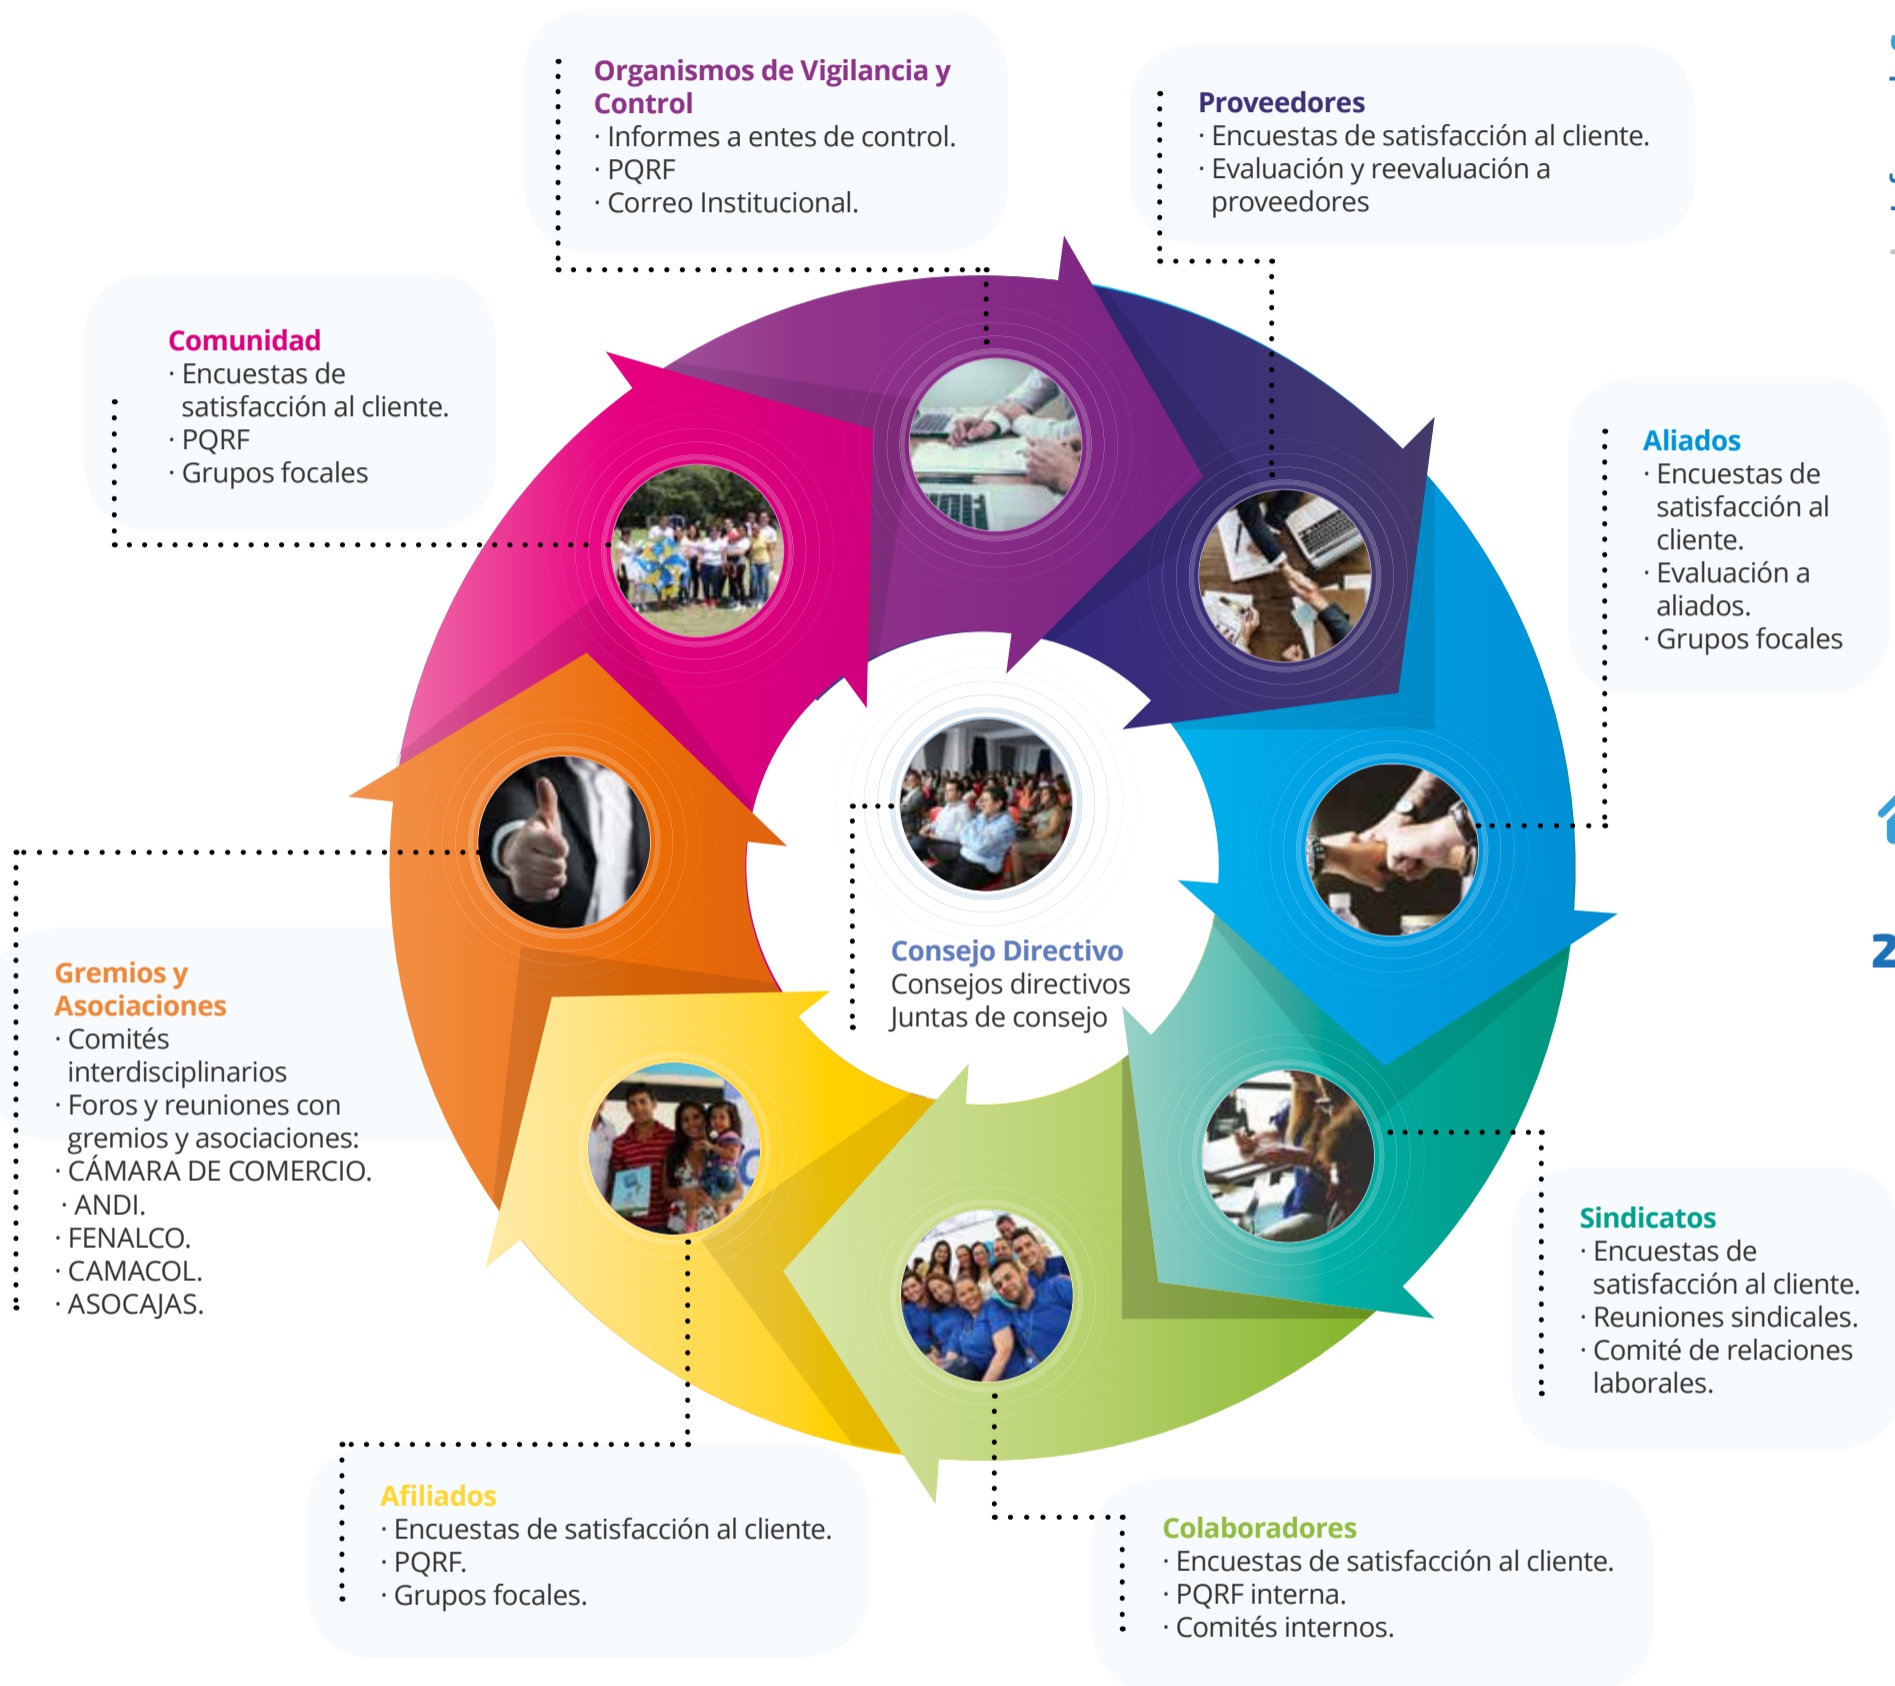 Organismos de Vigilancia y
Control
· Informes a entes de control.
· PQRF
· Correo Institucional.
Proveedores
· Encuestas de satisfacción al cliente.
· Evaluación y reevaluación a
proveedores
Comunidad
· Encuestas de
satisfacción al cliente.
· PQRF
· Grupos focales
Aliados
· Encuestas de
satisfacción al
cliente.
· Evaluación a
aliados.
· Grupos focales
Consejo Directivo
Consejos directivos
Juntas de consejo
Gremios y
Asociaciones
· Comités
interdisciplinarios
· Foros y reuniones con
gremios y asociaciones:
· CÁMARA DE COMERCIO.
· ANDI.
· FENALCO.
· CAMACOL.
· ASOCAJAS.
Sindicatos
· Encuestas de
satisfacción al cliente.
· Reuniones sindicales.
· Comité de relaciones
laborales.
Afiliados
· Encuestas de satisfacción al cliente.
· PQRF.
· Grupos focales.
Colaboradores
· Encuestas de satisfacción al cliente.
· PQRF interna.
· Comités internos.